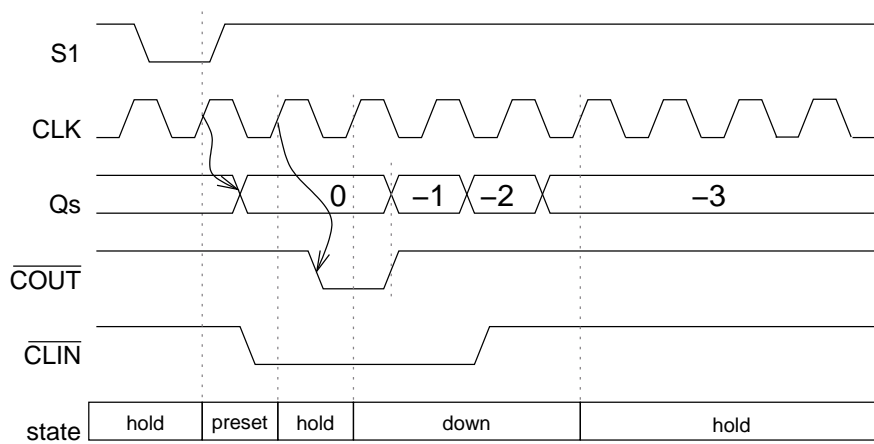 S1
CLK
Qs 0 –1 –2 –3
COUT
CLIN
state hold preset hold down hold